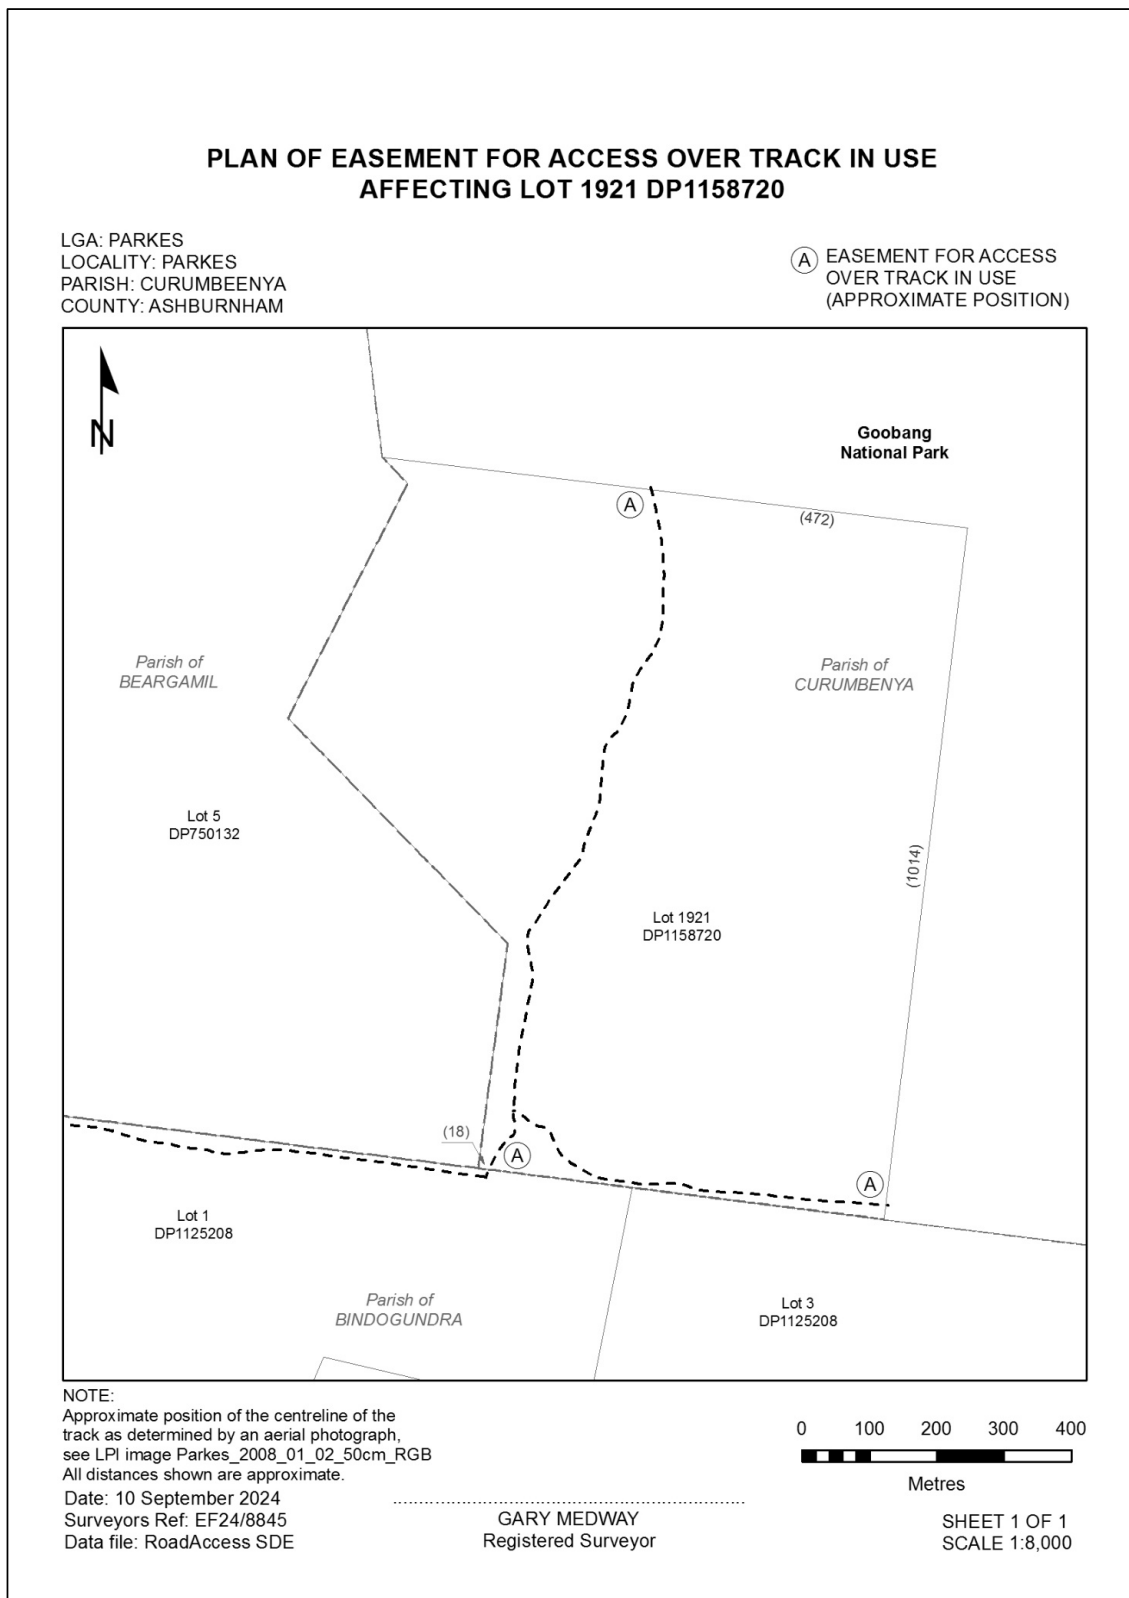 PLAN OF EASEMENT FOR ACCESS OVER TRACK IN USE
AFFECTING LOT 1921 DP1158720
LGA: PARKES
LOCALITY: PARKES
PARISH: CURUMBEENYA
COUNTY: ASHBURNHAM
A EASEMENT FOR ACCESS
OVER TRACK IN USE
(APPROXIMATE POSITION)
N
Goobang
National Park
A
(472)
Parish of
BEARGAMIL
Parish of
CURUMBENYA
Lot 5
DP750132
(1014)
Lot 1921
DP1158720
(18)
A
A
Lot 1
DP1125208
Parish of
BINDOGUNDRA
Lot 3
DP1125208
NOTE:
Approximate position of the centreline of the
track as determined by an aerial photograph,
see LPI image Parkes_2008_01_02_50cm_RGB
All distances shown are approximate.
Date: 10 September 2024
Surveyors Ref: EF24/8845
Data file: RoadAccess SDE
GARY MEDWAY
Registered Surveyor
0 100 200 300 400
Metres
SHEET 1 OF 1
SCALE 1:8,000